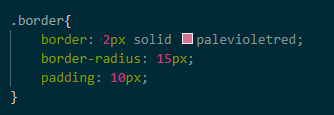 .border{
    border: 2px solid palevioletred;
    border-radius: 15px;
    padding: 10px;
}